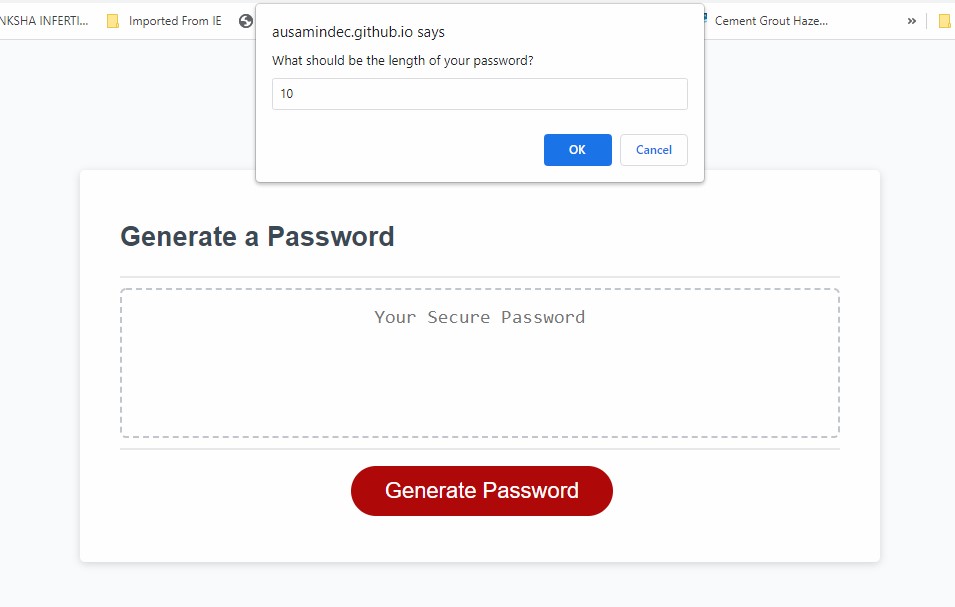 NKSHA INFERTI... Imported From IE Cement Grout Haze... »
ausamindec.github.io says
What should be the length of your password?
10
OK Cancel
Generate a Password
Your Secure Password
Generate Password